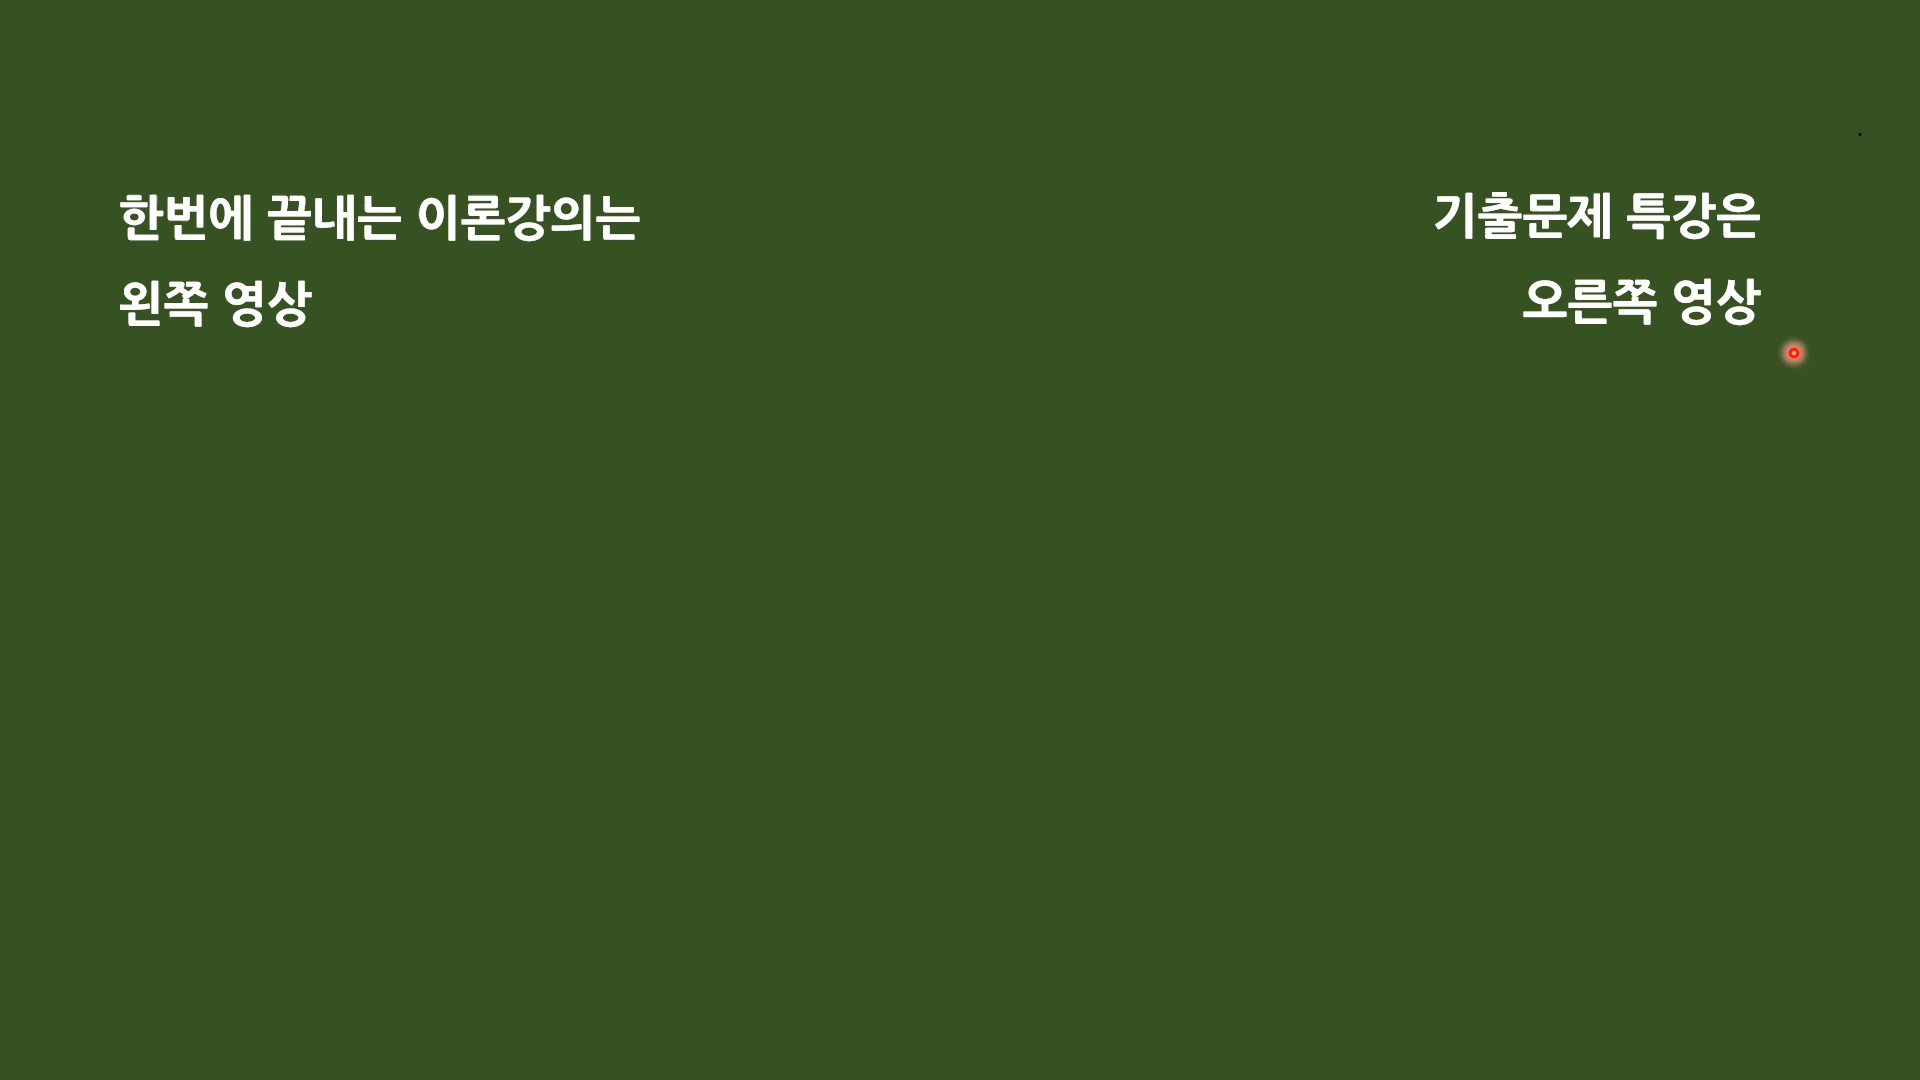 한번에 끝내는 이론강의는
왼쪽 영상
기출문제 특강은
오른쪽 영상